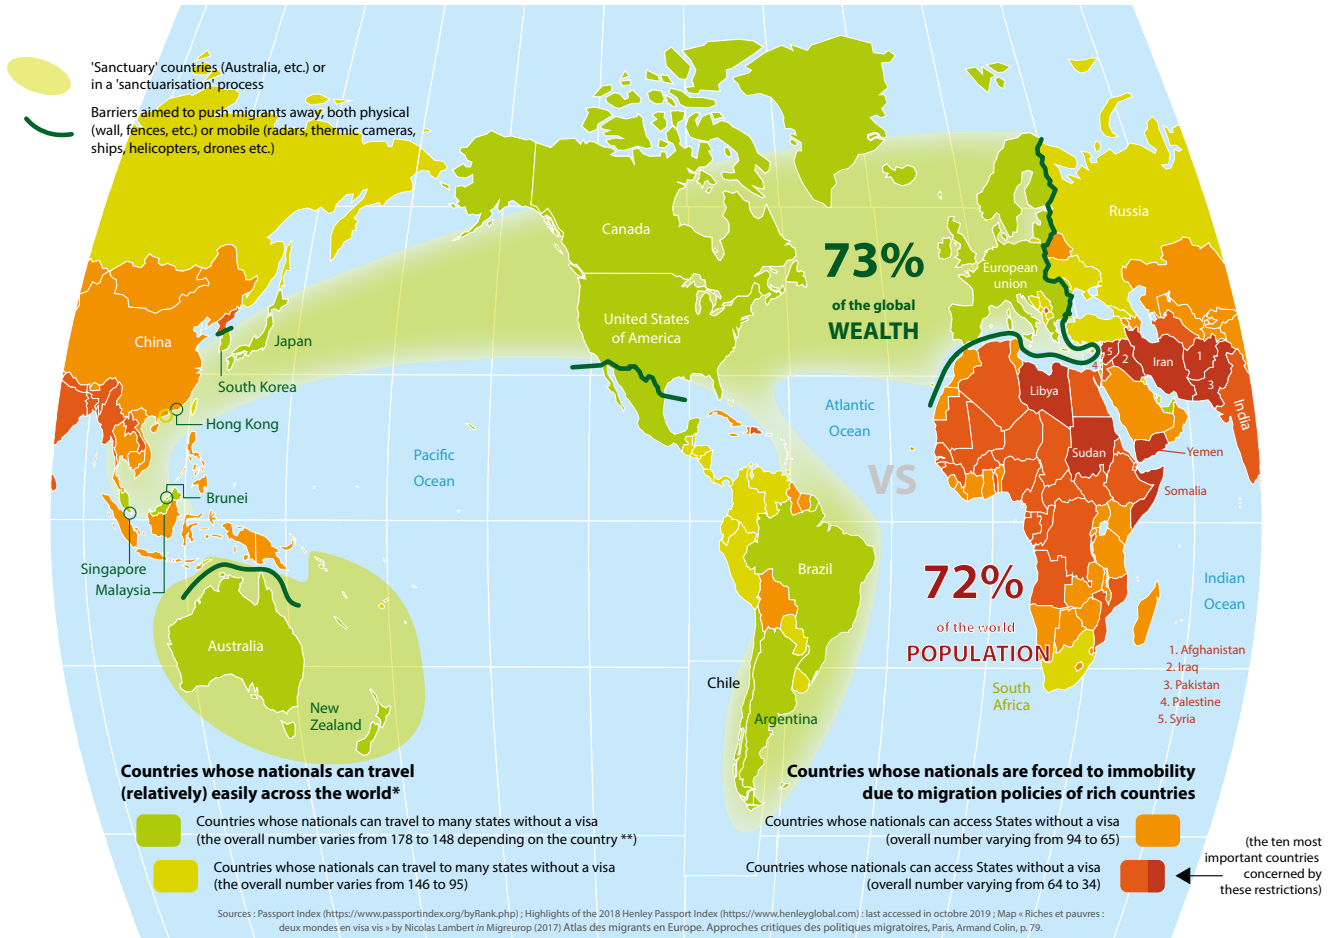 'Sanctuary' countries (Australia, etc.) or
in a 'sanctuarisation' process
Barriers aimed to push migrants away, both physical
(wall, fences, etc.) or mobile (radars, thermic cameras,
ships, helicopters, drones etc.)
Canada
Russia
73%
of the global
WEALTH
European
union
United States
of America
China
Japan
South Korea
Hong Kong
Brunei
Singapore
Malaysia
Pacific
Ocean
Atlantic
Ocean
VS
Libya
Sudan
Iran
1
2
3
4
5
India
Yemen
Somalia
Brazil
72%
of the world
POPULATION
Indian
Ocean
Australia
New
Zealand
Chile
Argentina
South
Africa
1. Afghanistan
2. Iraq
3. Pakistan
4. Palestine
5. Syria
Countries whose nationals can travel
(relatively) easily across the world*
Countries whose nationals can travel to many states without a visa
(the overall number varies from 178 to 148 depending on the country **)
Countries whose nationals can travel to many states without a visa
(the overall number varies from 146 to 95)
Countries whose nationals are forced to immobility
due to migration policies of rich countries
Countries whose nationals can access States without a visa
(overall number varying from 94 to 65)
Countries whose nationals can access States without a visa
(overall number varying from 64 to 34)
(the ten most
important countries
concerned by
these restrictions)
Sources : Passport Index (https://www.passportindex.org/byRank.php) ; Highlights of the 2018 Henley Passport Index (https://www.henleyglobal.com) : last accessed in octobre 2019 ; Map « Riches et pauvres :
deux mondes en visa vis » by Nicolas Lambert in Migreurop (2017) Atlas des migrants en Europe. Approches critiques des politiques migratoires, Paris, Armand Colin, p. 79.